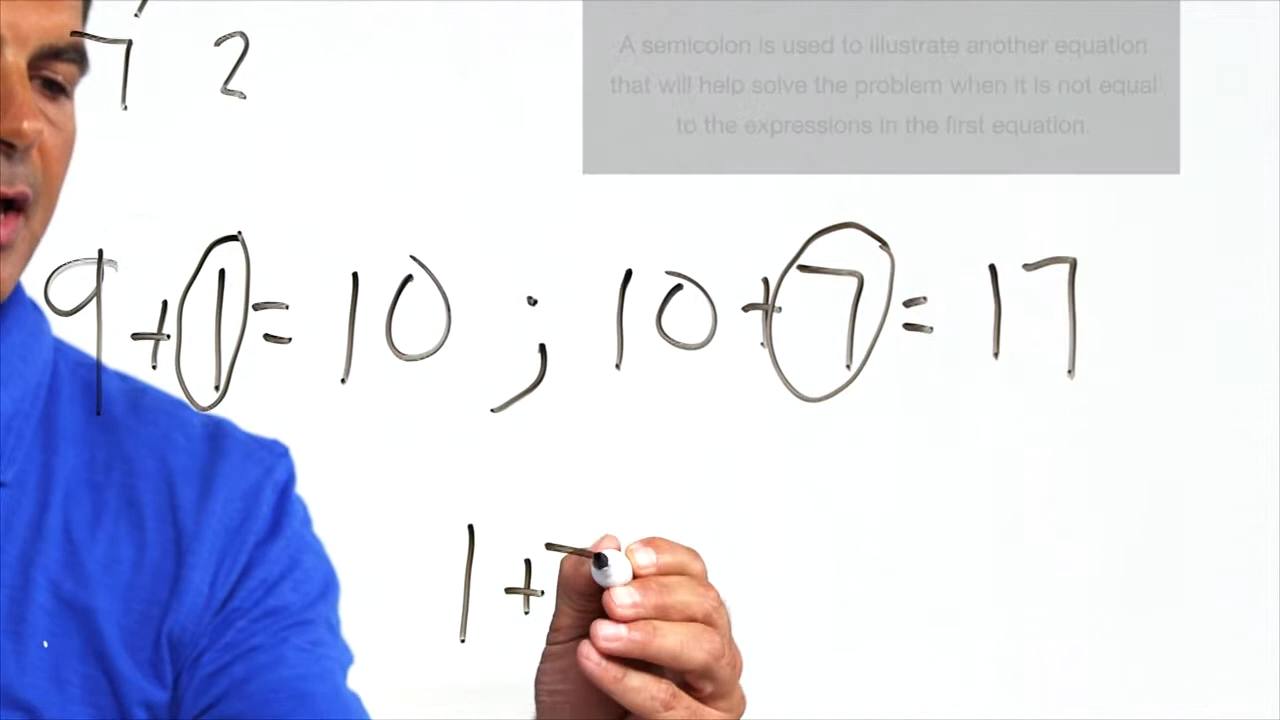 7 2
A semicolon is used to illustrate another equation
that will help solve the problem when it is not equal
to the expressions in the first equation.
9+1=10 ; 10+7=17
1+